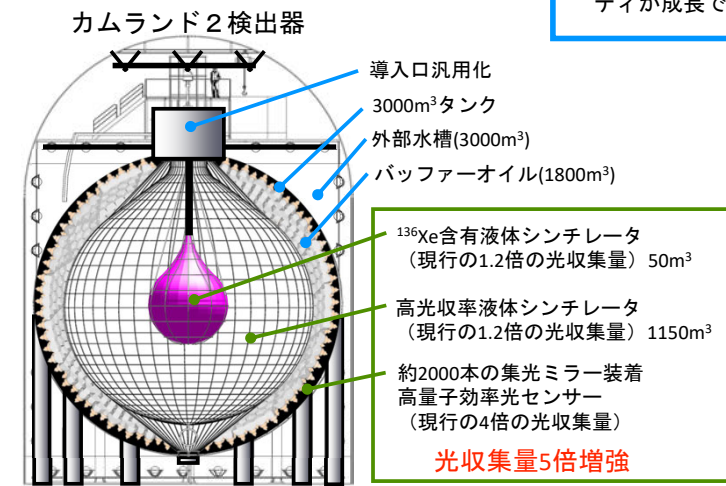 ティが成長で
カムランド２検出器
導入口汎用化
3000m³タンク
外部水槽(3000m³)
バッファーオイル(1800m³)
¹³⁶Xe含有液体シンチレータ
（現行の1.2倍の光収集量）50m³
高光収率液体シンチレータ
（現行の1.2倍の光収集量）1150m³
約2000本の集光ミラー装着
高量子効率光センサー
（現行の4倍の光収集量）
光収集量5倍増強